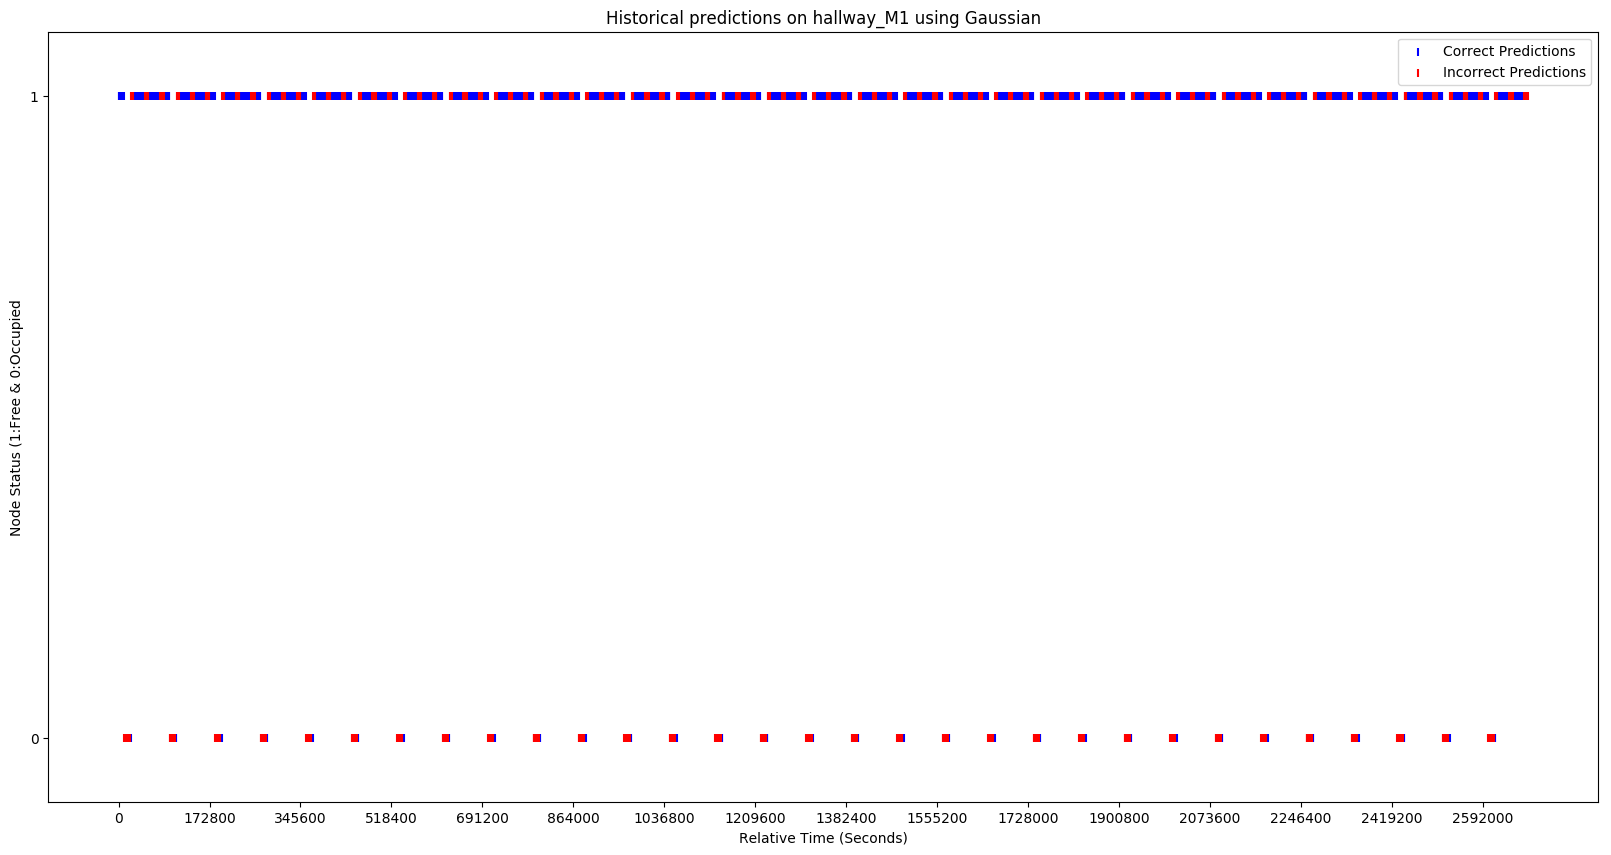 Historical predictions on hallway_M1 using Gaussian
Correct Predictions
Incorrect Predictions
1
0
Node Status (1:Free & 0:Occupied
0 172800 345600 518400 691200 864000 1036800 1209600 1382400 1555200 1728000 1900800 2073600 2246400 2419200 2592000
Relative Time (Seconds)